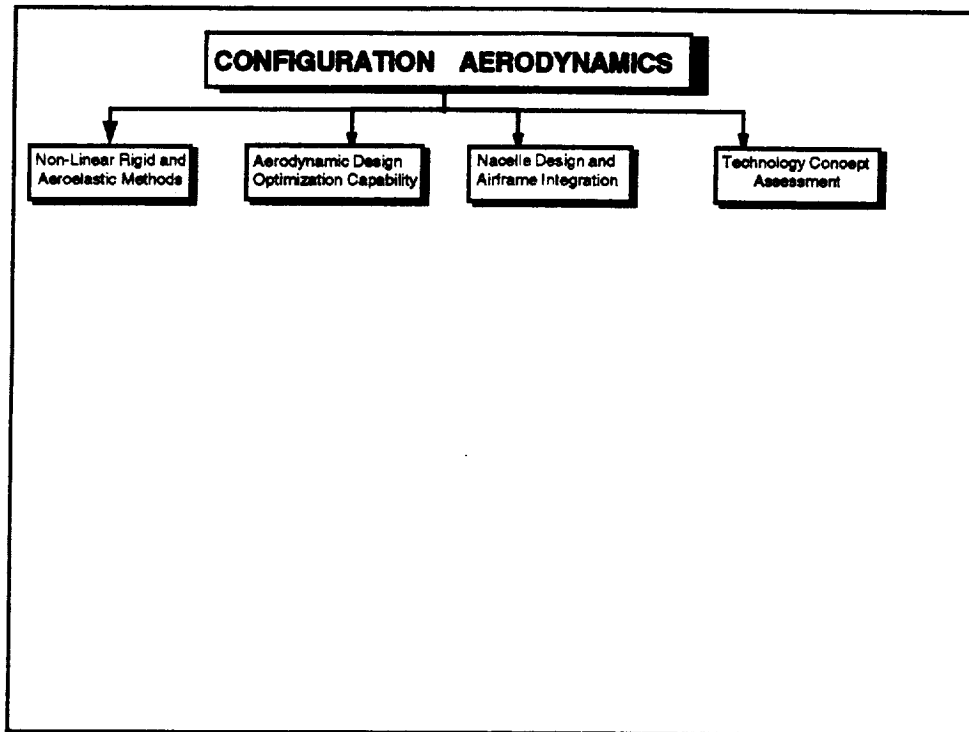 CONFIGURATION AERODYNAMICS
Non-Linear Rigid and
Aeroelastic Methods
Aerodynamic Design
Optimization Capability
Nacelle Design and
Airframe Integration
Technology Concept
Assessment